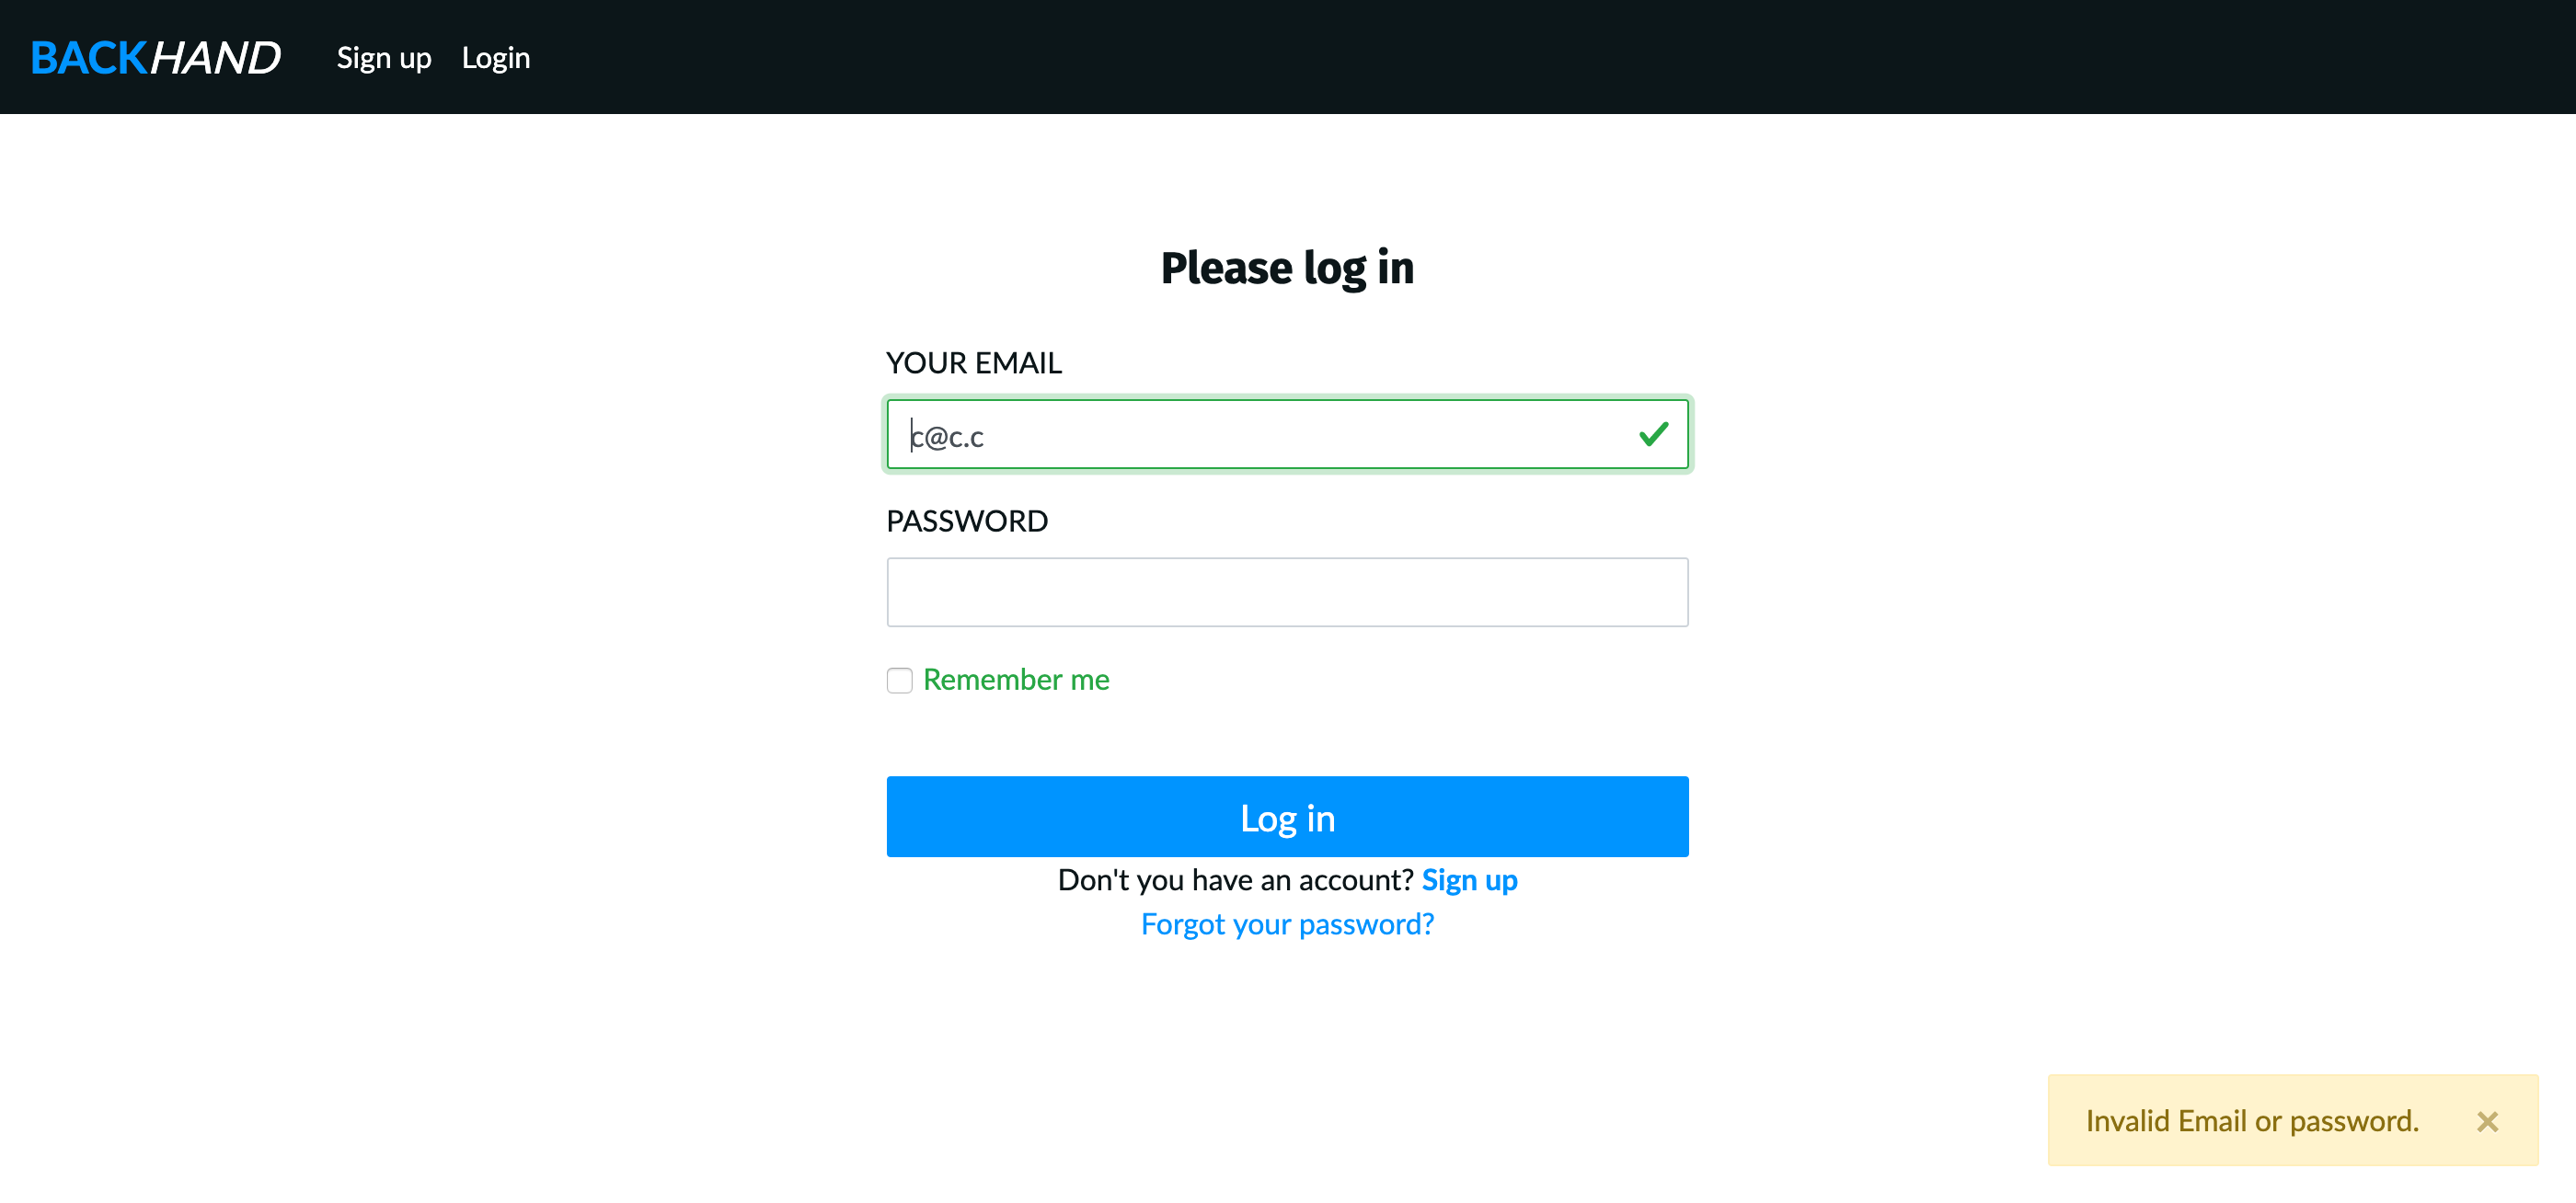 BACKHAND Sign up Login
Please log in
YOUR EMAIL
c@c.c
PASSWORD
Remember me
Log in
Don't you have an account? Sign up
Forgot your password?
Invalid Email or password. ×